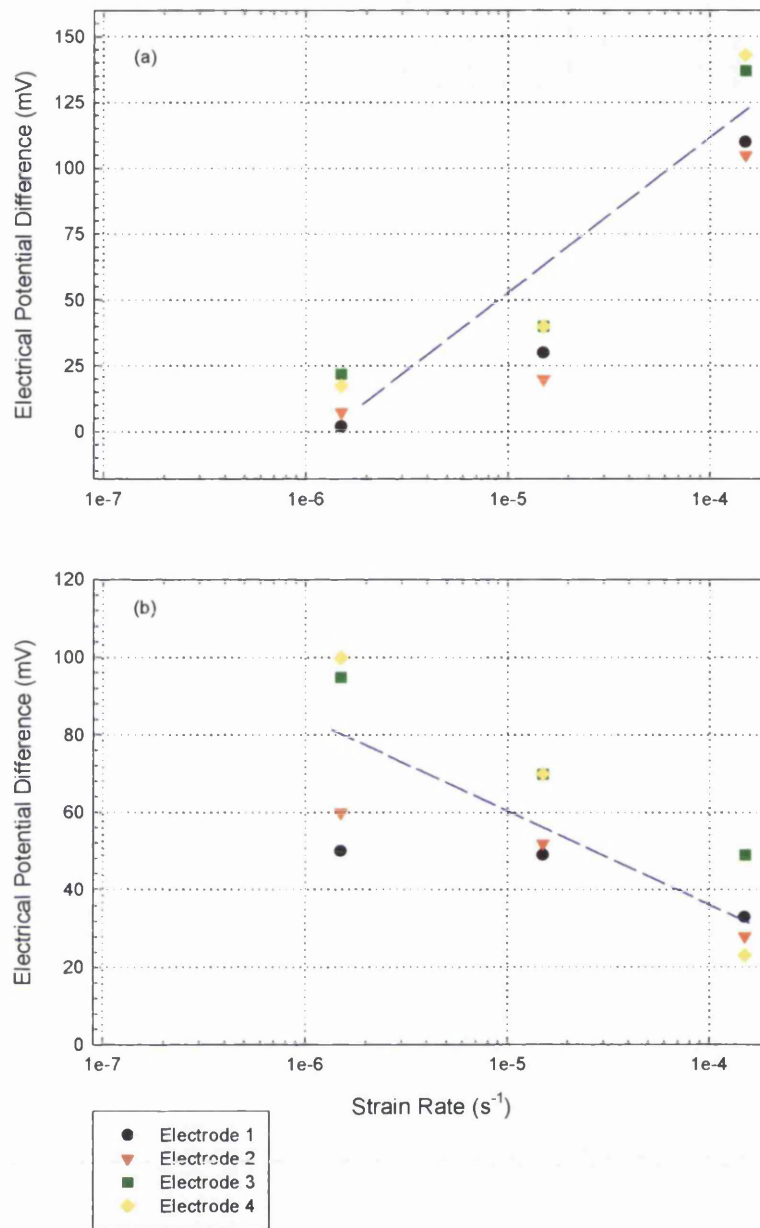 (a)
Electrical Potential Difference (mV)
150
125
100
75
50
25
0
1e-7 1e-6 1e-5 1e-4
(b)
Electrical Potential Difference (mV)
120
100
80
60
40
20
0
1e-7 1e-6 1e-5 1e-4
Strain Rate (s⁻¹)
Electrode 1
Electrode 2
Electrode 3
Electrode 4